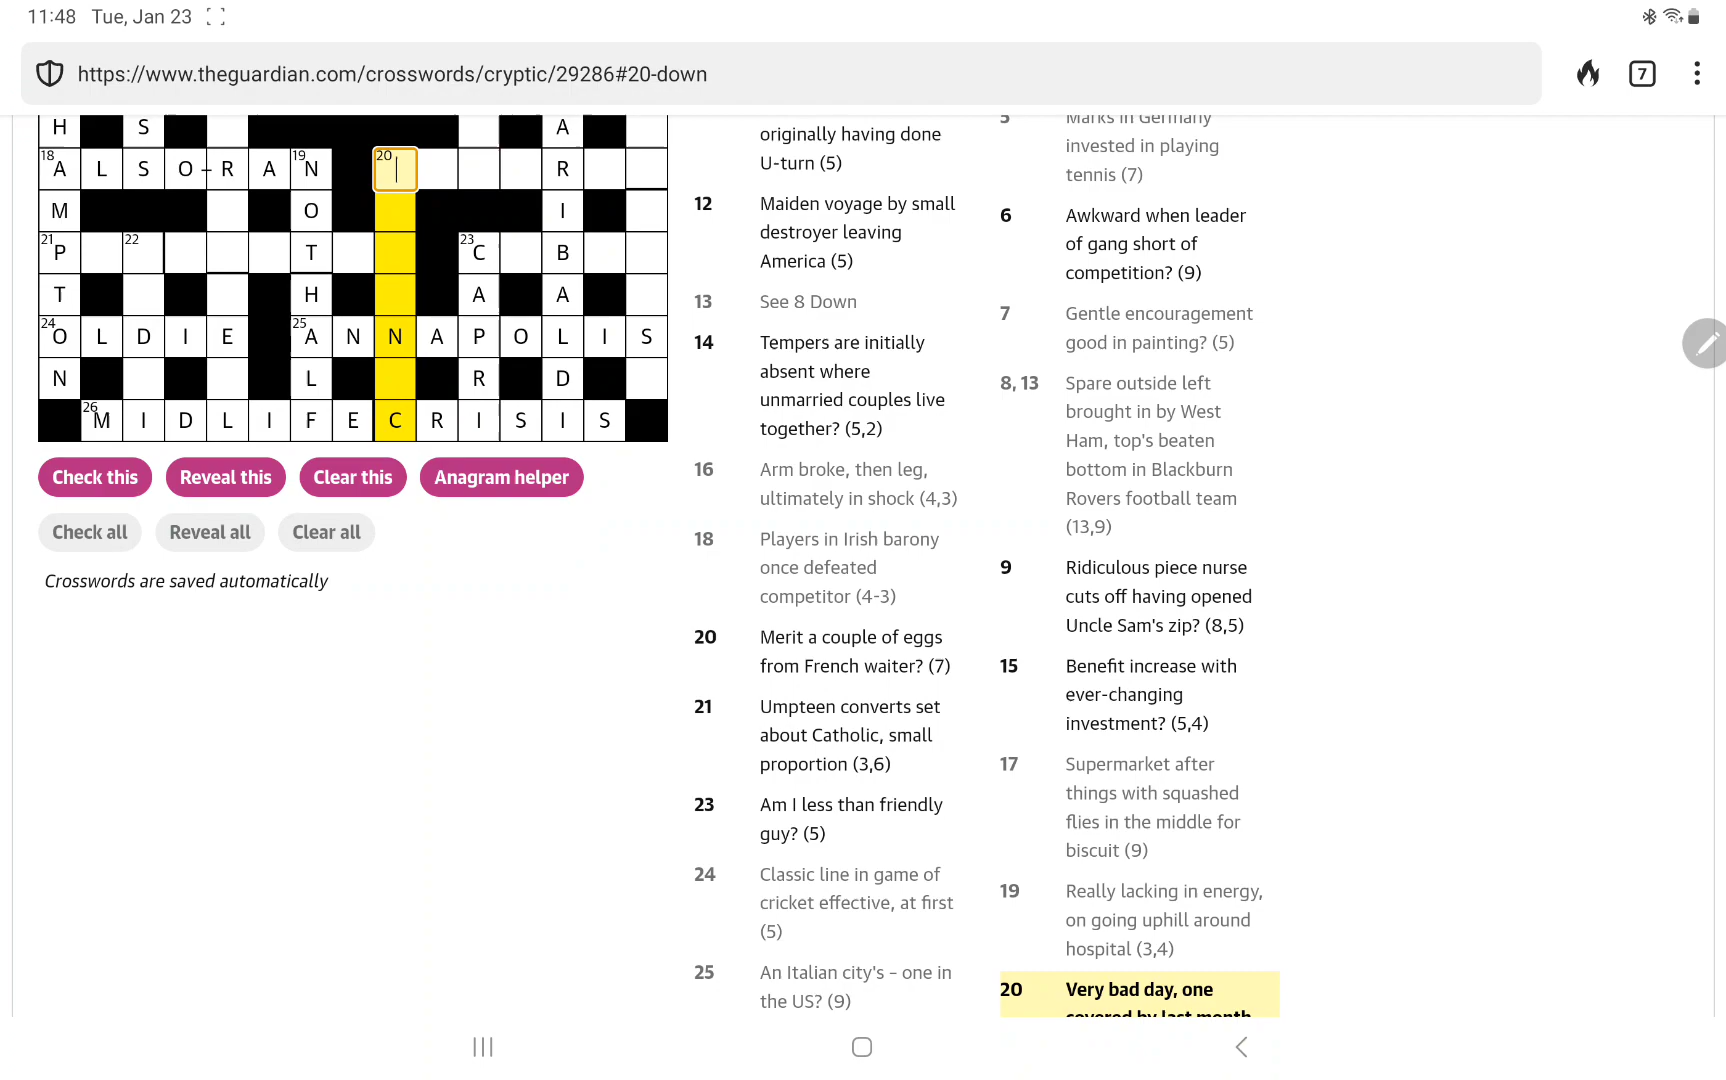 11:48 Tue, Jan 23
https://www.theguardian.com/crosswords/cryptic/29286#20-down
7
H S A
18 A L S O - R A 19 N 20 R
M O I
21 P 22 T 23 C B
T H A A
24 O L D I E 25 A N N A P O L I S
N L R D
26 M I D L I F E C R I S I S
Check this
Reveal this
Clear this
Anagram helper
Check all
Reveal all
Clear all
Crosswords are saved automatically
originally having done
U-turn (5)
12 Maiden voyage by small
destroyer leaving
America (5)
13 See 8 Down
14 Tempers are initially
absent where
unmarried couples live
together? (5,2)
16 Arm broke, then leg,
ultimately in shock (4,3)
18 Players in Irish barony
once defeated
competitor (4-3)
20 Merit a couple of eggs
from French waiter? (7)
21 Umpteen converts set
about Catholic, small
proportion (3,6)
23 Am I less than friendly
guy? (5)
24 Classic line in game of
cricket effective, at first
(5)
25 An Italian city's – one in
the US? (9)
5 Marks in Germany
invested in playing
tennis (7)
6 Awkward when leader
of gang short of
competition? (9)
7 Gentle encouragement
good in painting? (5)
8, 13 Spare outside left
brought in by West
Ham, top's beaten
bottom in Blackburn
Rovers football team
(13,9)
9 Ridiculous piece nurse
cuts off having opened
Uncle Sam's zip? (8,5)
15 Benefit increase with
ever-changing
investment? (5,4)
17 Supermarket after
things with squashed
flies in the middle for
biscuit (9)
19 Really lacking in energy,
on going uphill around
hospital (3,4)
20 Very bad day, one
covered by last month